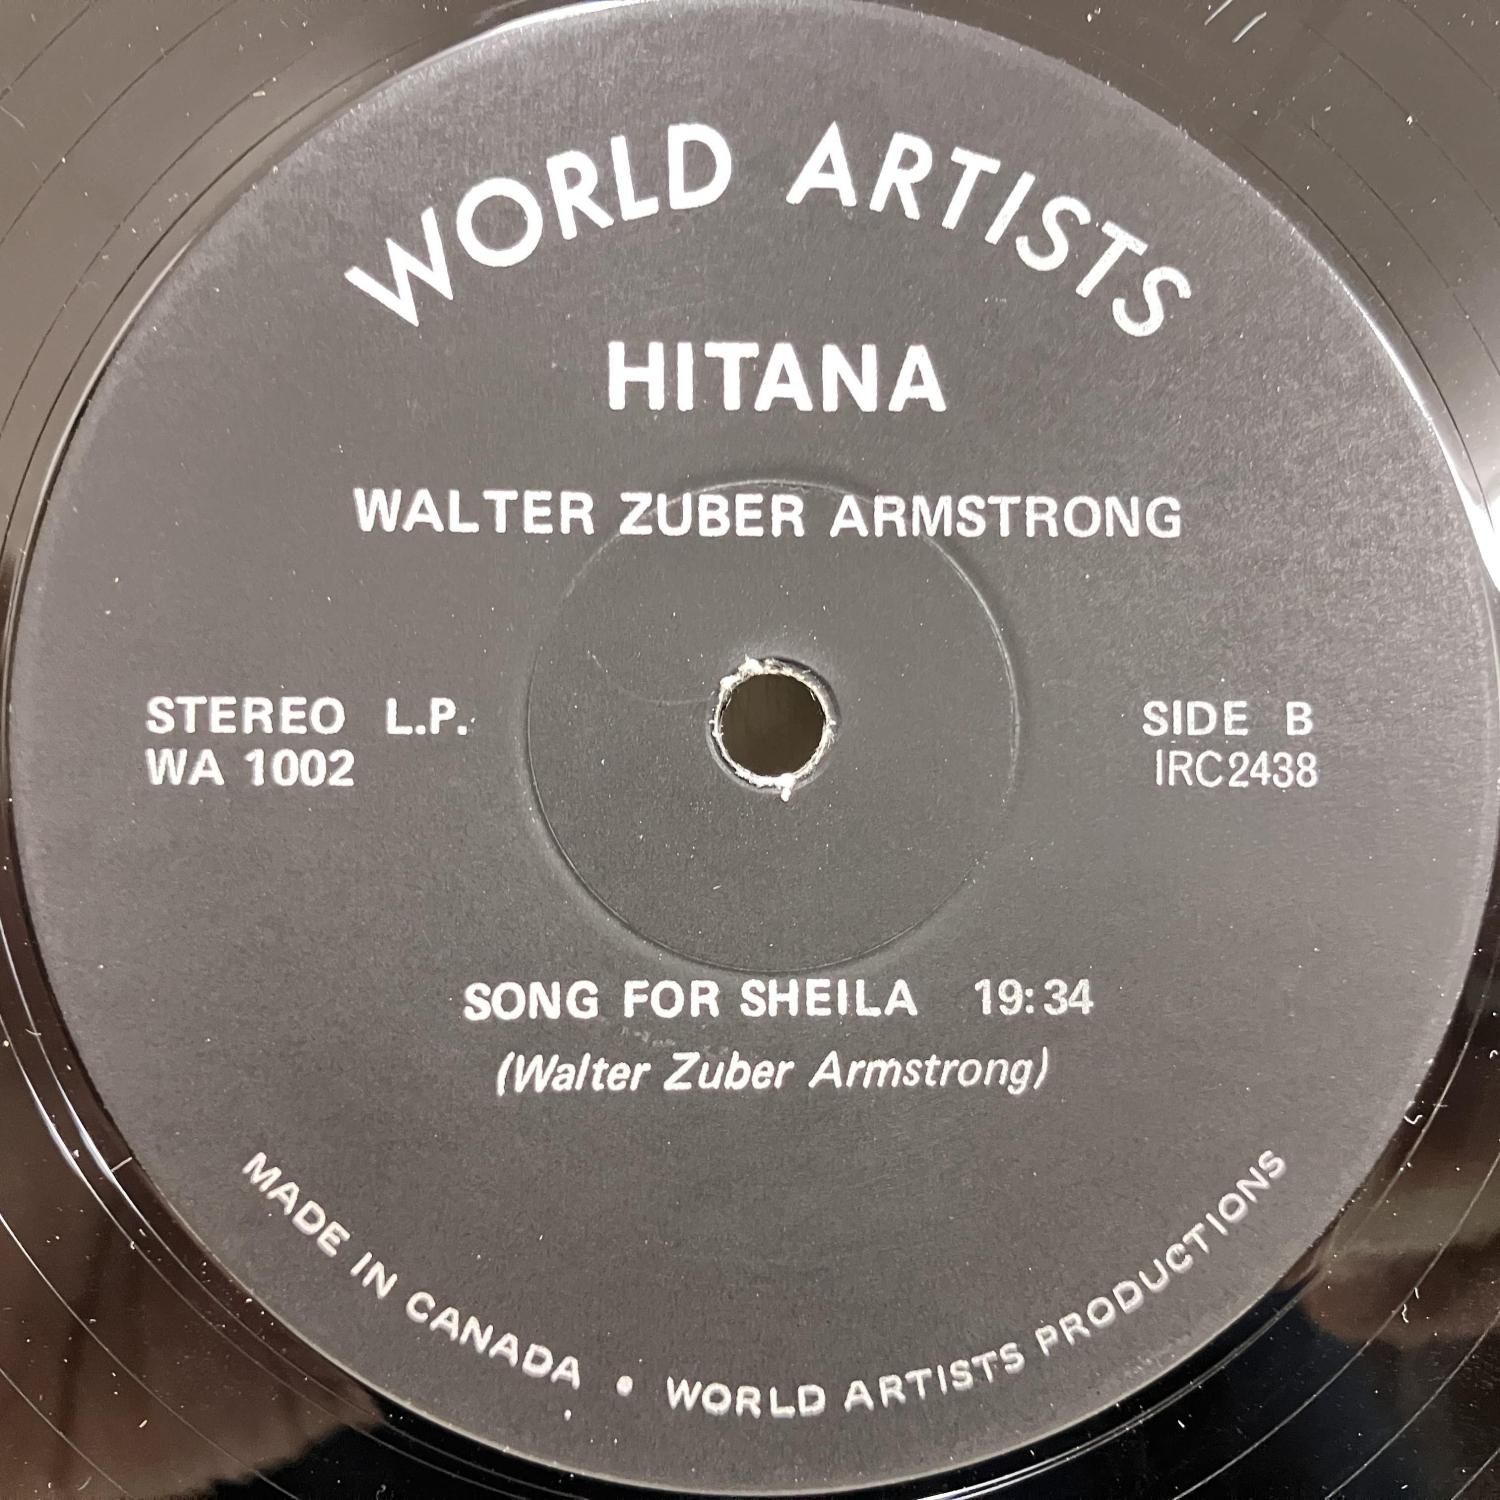 WORLD ARTISTS
HITANA
WALTER ZUBER ARMSTRONG
STEREO L.P.
WA 1002
SIDE B
IRC2438
SONG FOR SHEILA 19:34
(Walter Zuber Armstrong)
MADE IN CANADA • WORLD ARTISTS PRODUCTIONS